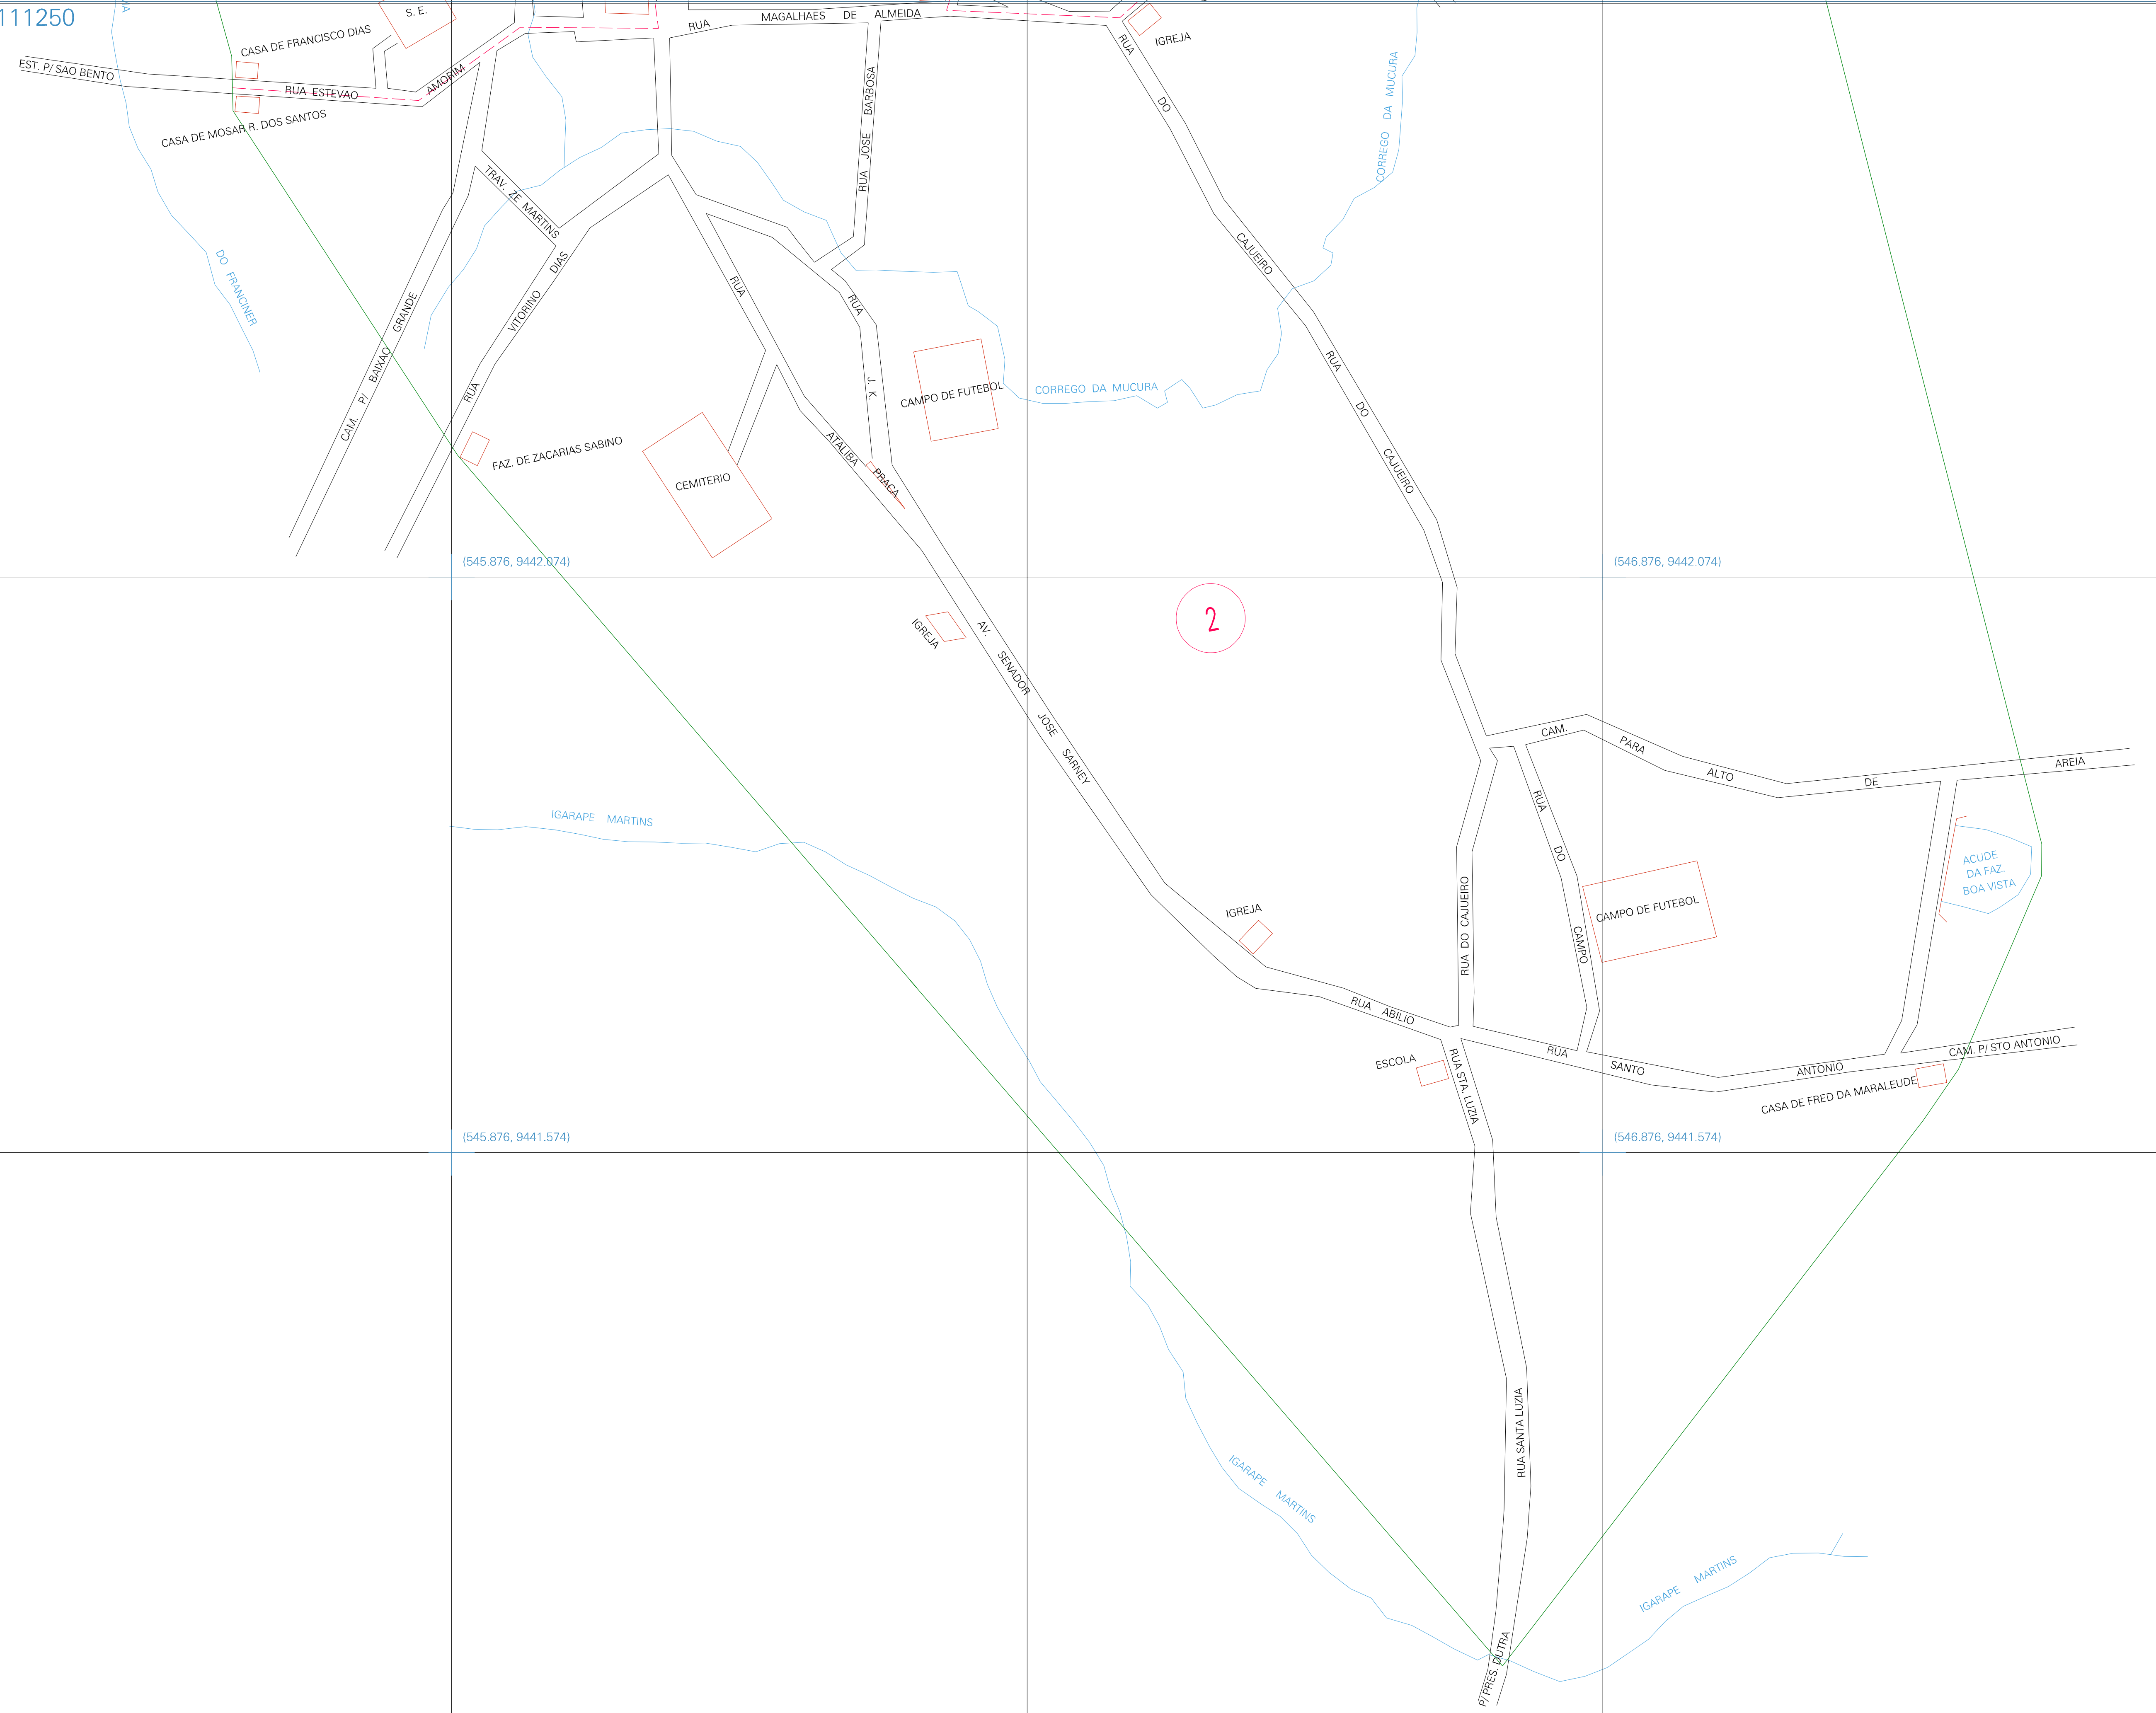 111250
S. E.
RUA MAGALHAES DE ALMEIDA
IGREJA
CASA DE FRANCISCO DIAS
EST. P/ SAO BENTO
RUA ESTEVAO AMORIM
CASA DE MOSAR R. DOS SANTOS
RUA JOSE BARBOSA
RUA DO CAJUEIRO
CORREGO DA MUCURA
TRAV. ZE MARTINS
DO FRANCINER
CAM. P/ BAIXAO GRANDE
RUA VITORINO DIAS
RUA ATALIBA
RUA J. K.
CAMPO DE FUTEBOL
CORREGO DA MUCURA
RUA DO CAJUEIRO
FAZ. DE ZACARIAS SABINO
CEMITERIO
PRACA
(545.876, 9442.074)
(546.876, 9442.074)
2
IGREJA
AV. SENADOR JOSE SARNEY
CAM. PARA ALTO DE AREIA
IGARAPE MARTINS
RUA DO CAMPO
ACUDE
DA FAZ.
BOA VISTA
CAMPO DE FUTEBOL
IGREJA
RUA DO CAJUEIRO
RUA ABILIO
RUA SANTO ANTONIO
CAM. P/ STO ANTONIO
ESCOLA
RUA STA. LUZIA
CASA DE FRED DA MARALEUDE
(545.876, 9441.574)
(546.876, 9441.574)
RUA SANTA LUZIA
IGARAPE MARTINS
IGARAPE MARTINS
P/ PRES. DUTRA